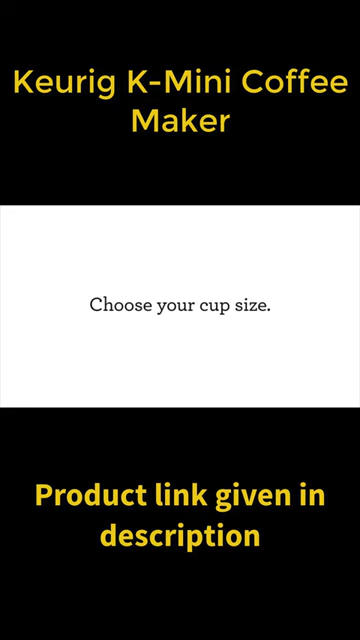 Keurig K-Mini Coffee
Maker
Choose your cup size.
Product link given in
description